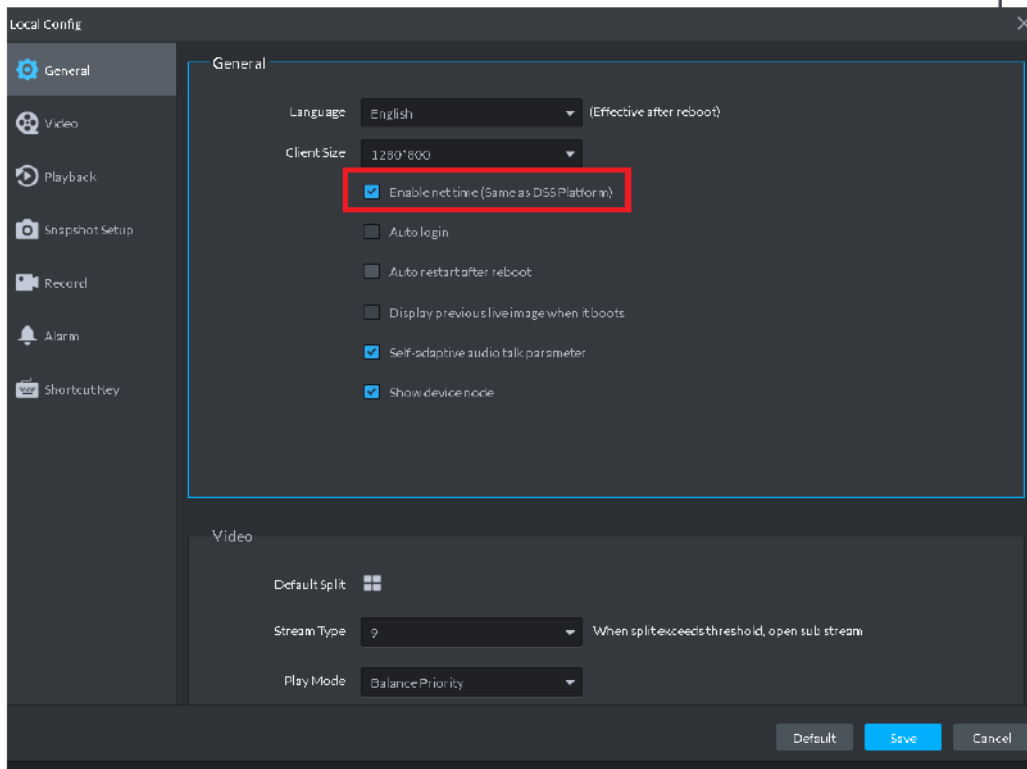 Local Config
General
Video
Playback
Snapshot Setup
Record
Alarm
Shortcut Key
General
Language English (Effective after reboot)
Client Size 1280*800
Enable net time (Same as DSS Platform)
Auto login
Auto restart after reboot
Display previous live image when it boots
Self-adaptive audio talk parameter
Show device node
Video
Default Split
Stream Type 9 When split exceeds threshold, open sub stream
Play Mode Balance Priority
Default Save Cancel